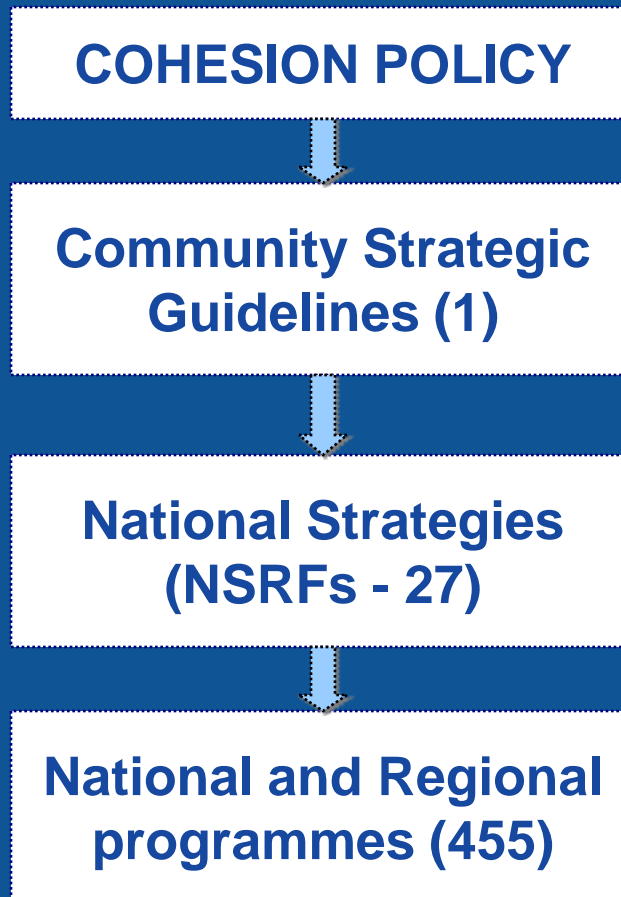 COHESION POLICY
Community Strategic
Guidelines (1)
National Strategies
(NSRFs - 27)
National and Regional
programmes (455)